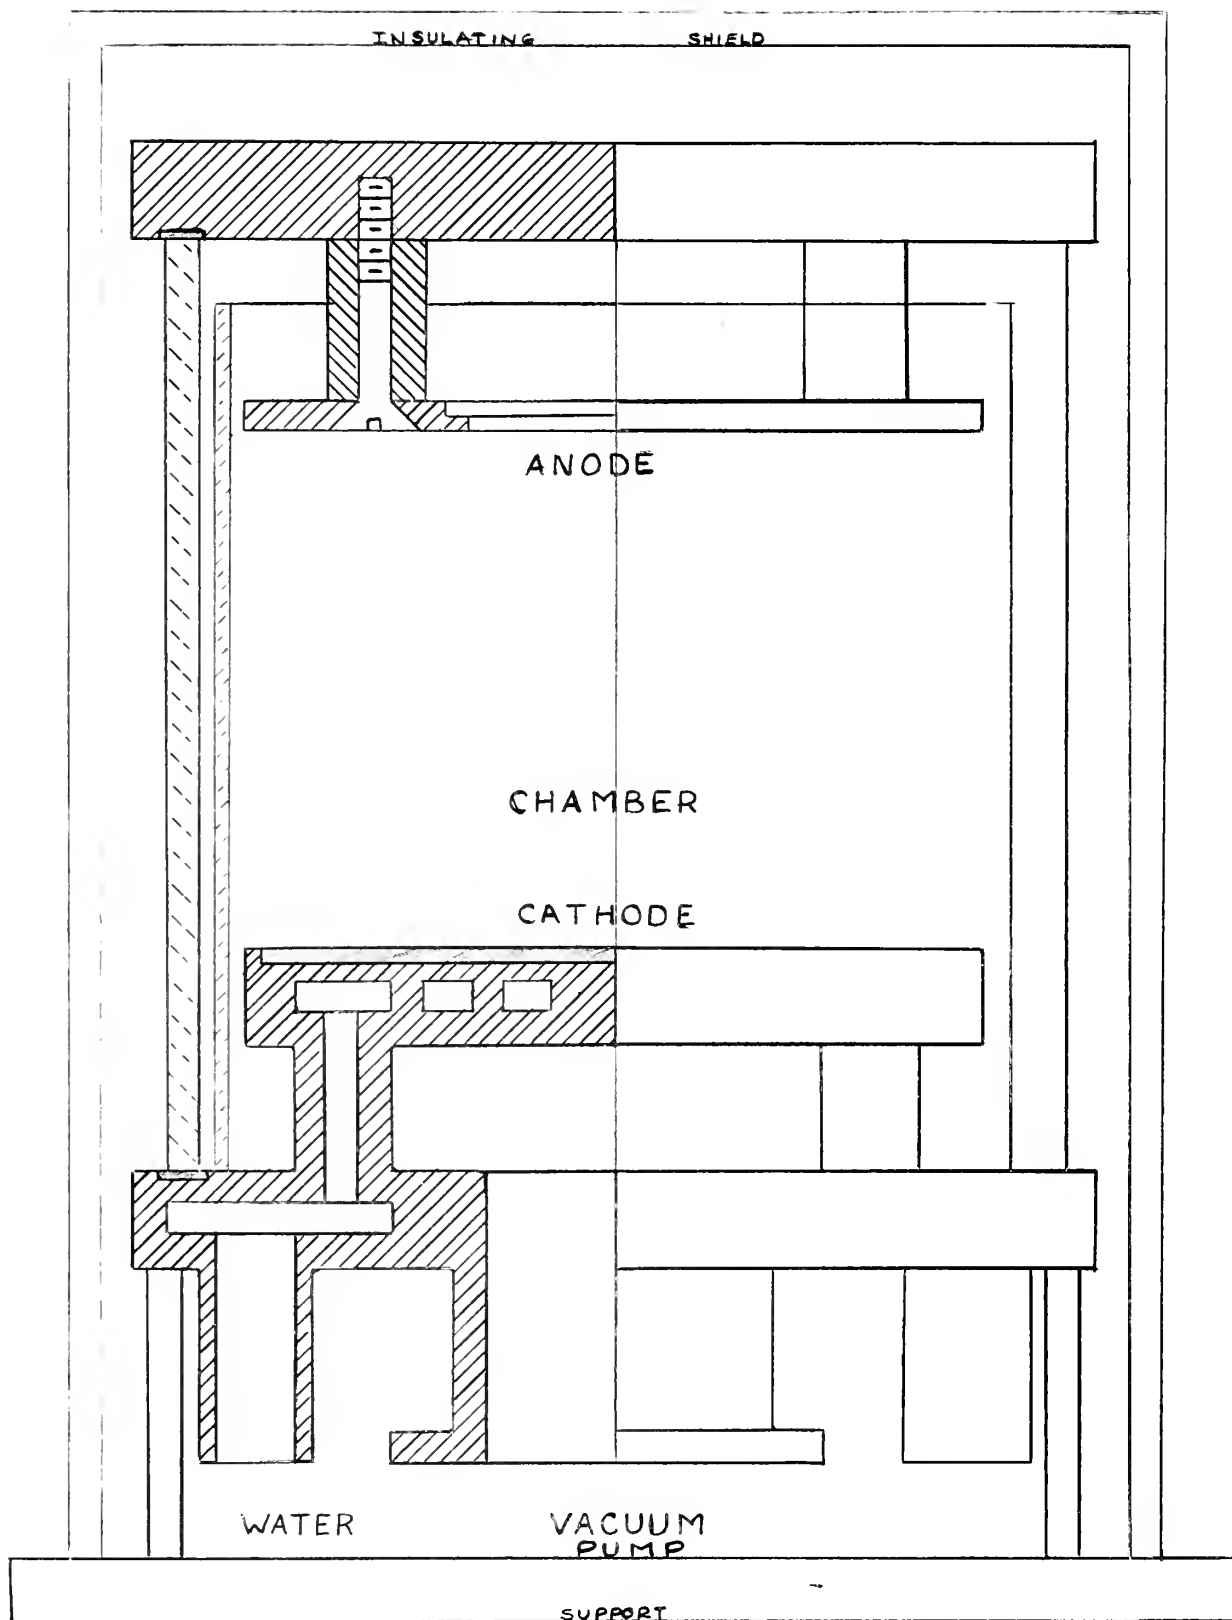 INSULATING SHIELD
ANODE
CHAMBER
CATHODE
WATER
VACUUM
PUMP
SUPPORT